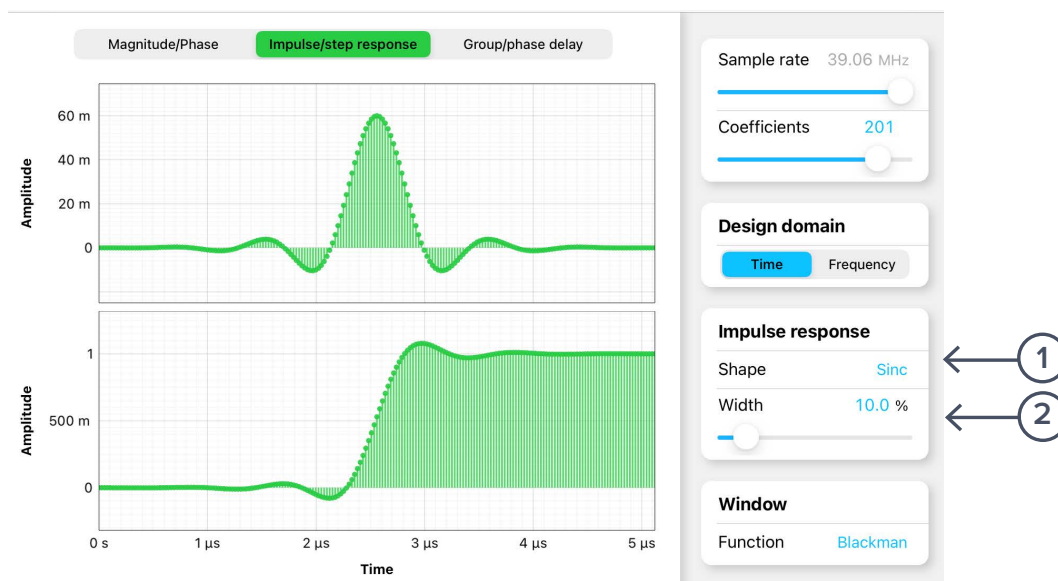 Magnitude/Phase Impulse/step response Group/phase delay
Amplitude
60 m
40 m
20 m
0
Amplitude
1
500 m
0
0 s 1 μs 2 μs 3 μs 4 μs 5 μs
Time
Sample rate 39.06 MHz
Coefficients 201
Design domain
Time Frequency
Impulse response
Shape Sinc
Width 10.0 %
Window
Function Blackman
1
2